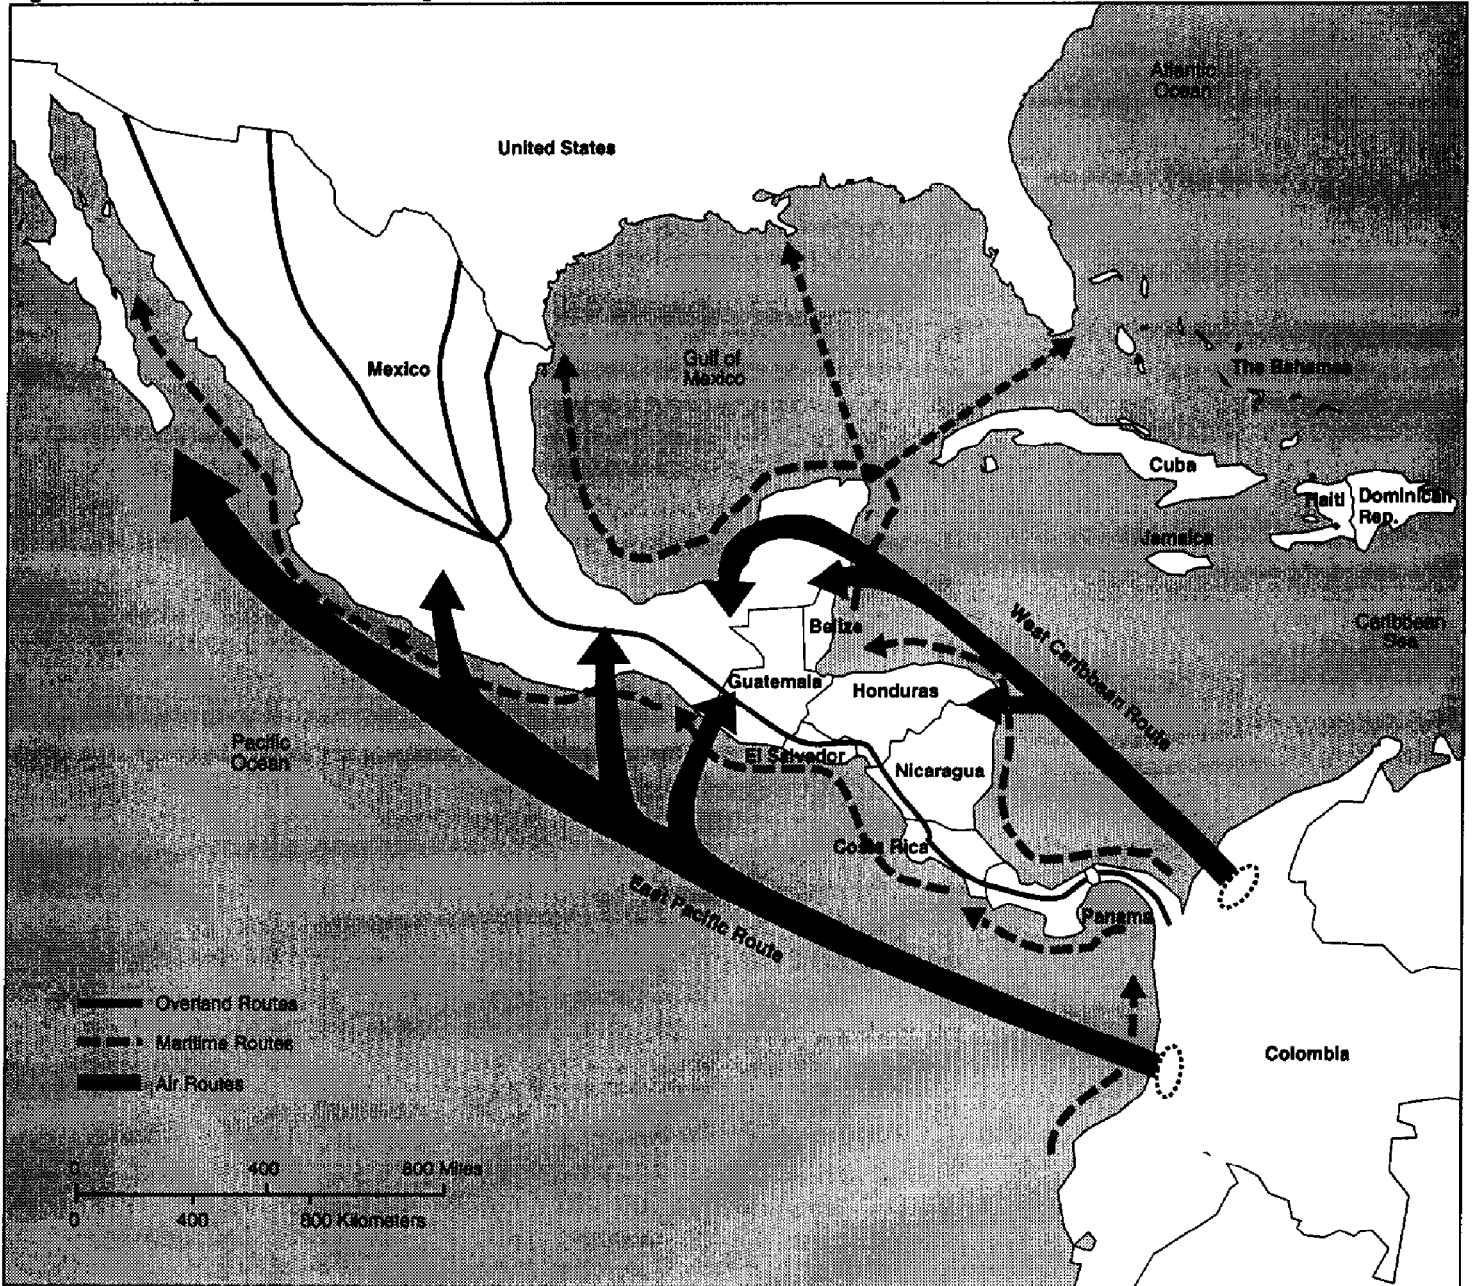 Atlantic
Ocean
United States
Mexico
Gulf of
Mexico
The Bahamas
Cuba
Haiti
Dominican
Rep.
Jamaica
Belize
West Caribbean Route
Caribbean
Sea
Guatemala
Honduras
Pacific
Ocean
El Salvador
Nicaragua
Costa Rica
East Pacific Route
Panama
Overland Routes
Maritime Routes
Air Routes
Colombia
0 400 800 Miles
0 400 800 Kilometers